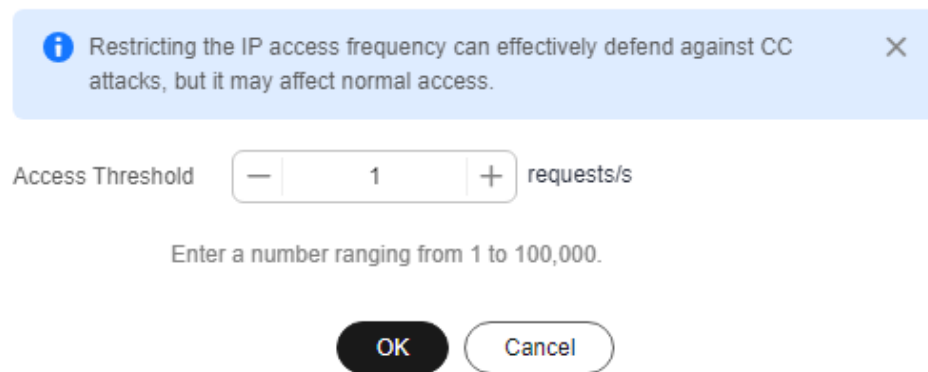 Restricting the IP access frequency can effectively defend against CC
attacks, but it may affect normal access.
Access Threshold 1 requests/s
Enter a number ranging from 1 to 100,000.
OK Cancel